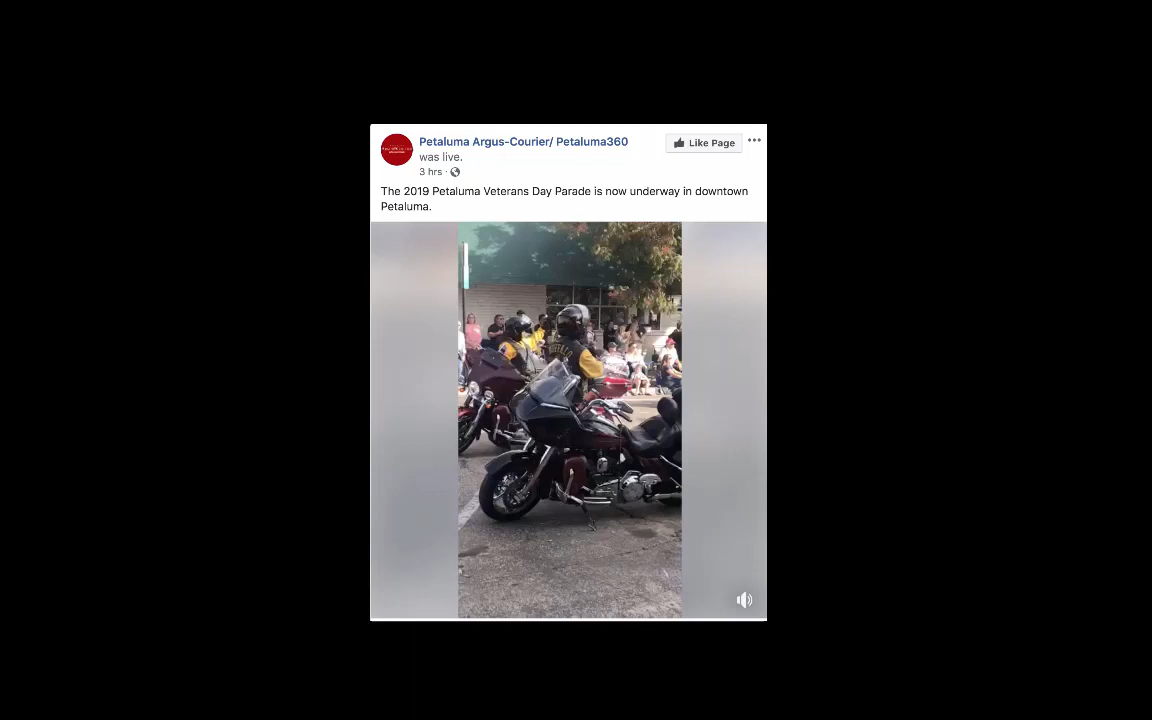 Petaluma Argus-Courier/ Petaluma360
was live.
3 hrs ·
Like Page
The 2019 Petaluma Veterans Day Parade is now underway in downtown
Petaluma.